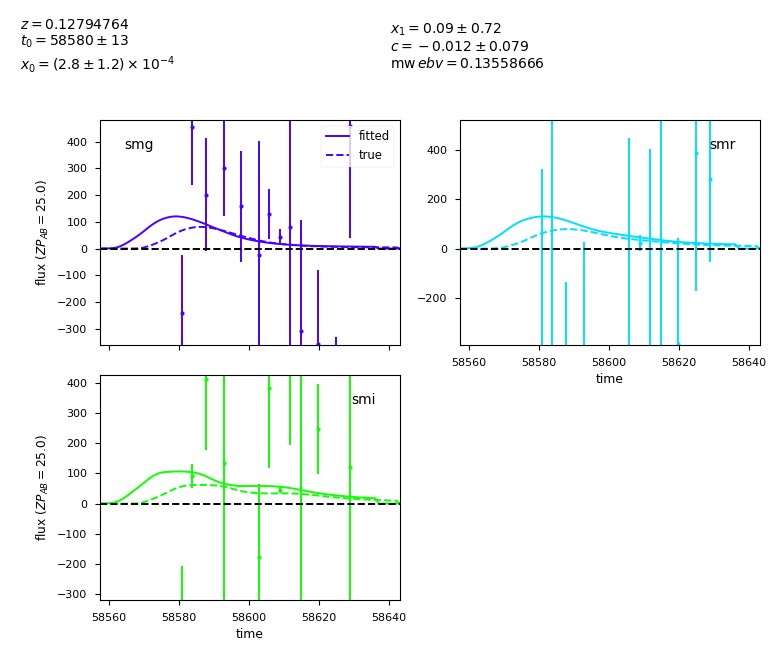 z = 0.12794764
t₀ = 58580 ± 13
x₀ = (2.8 ± 1.2) × 10⁻⁴
x₁ = 0.09 ± 0.72
c = −0.012 ± 0.079
mw ebv = 0.13558666
smg
fitted
true
400
300
200
100
0
−100
−200
−300
flux (ZP_AB = 25.0)
smr
400
200
0
−200
58560 58580 58600 58620 58640
time
smi
400
300
200
100
0
−100
−200
−300
flux (ZP_AB = 25.0)
58560 58580 58600 58620 58640
time